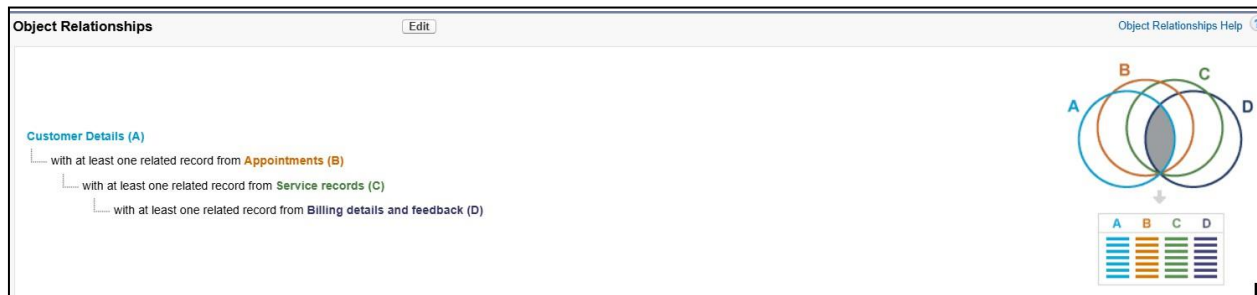 Object Relationships Edit Object Relationships Help ?
B C
A D
Customer Details (A)
with at least one related record from Appointments (B)
with at least one related record from Service records (C)
with at least one related record from Billing details and feedback (D)
A B C D